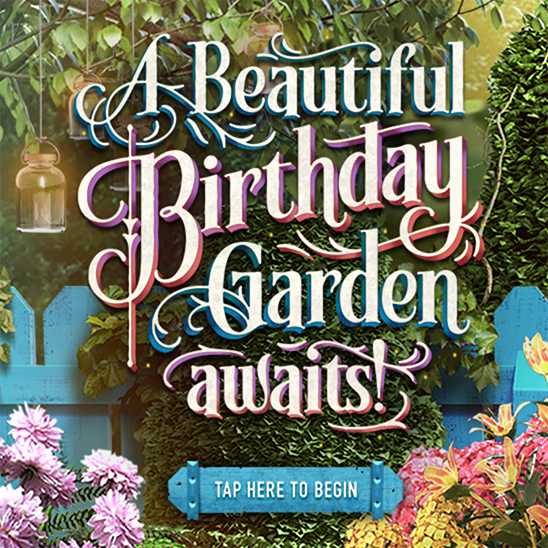 A Beautiful
Birthday
Garden
awaits!
TAP HERE TO BEGIN